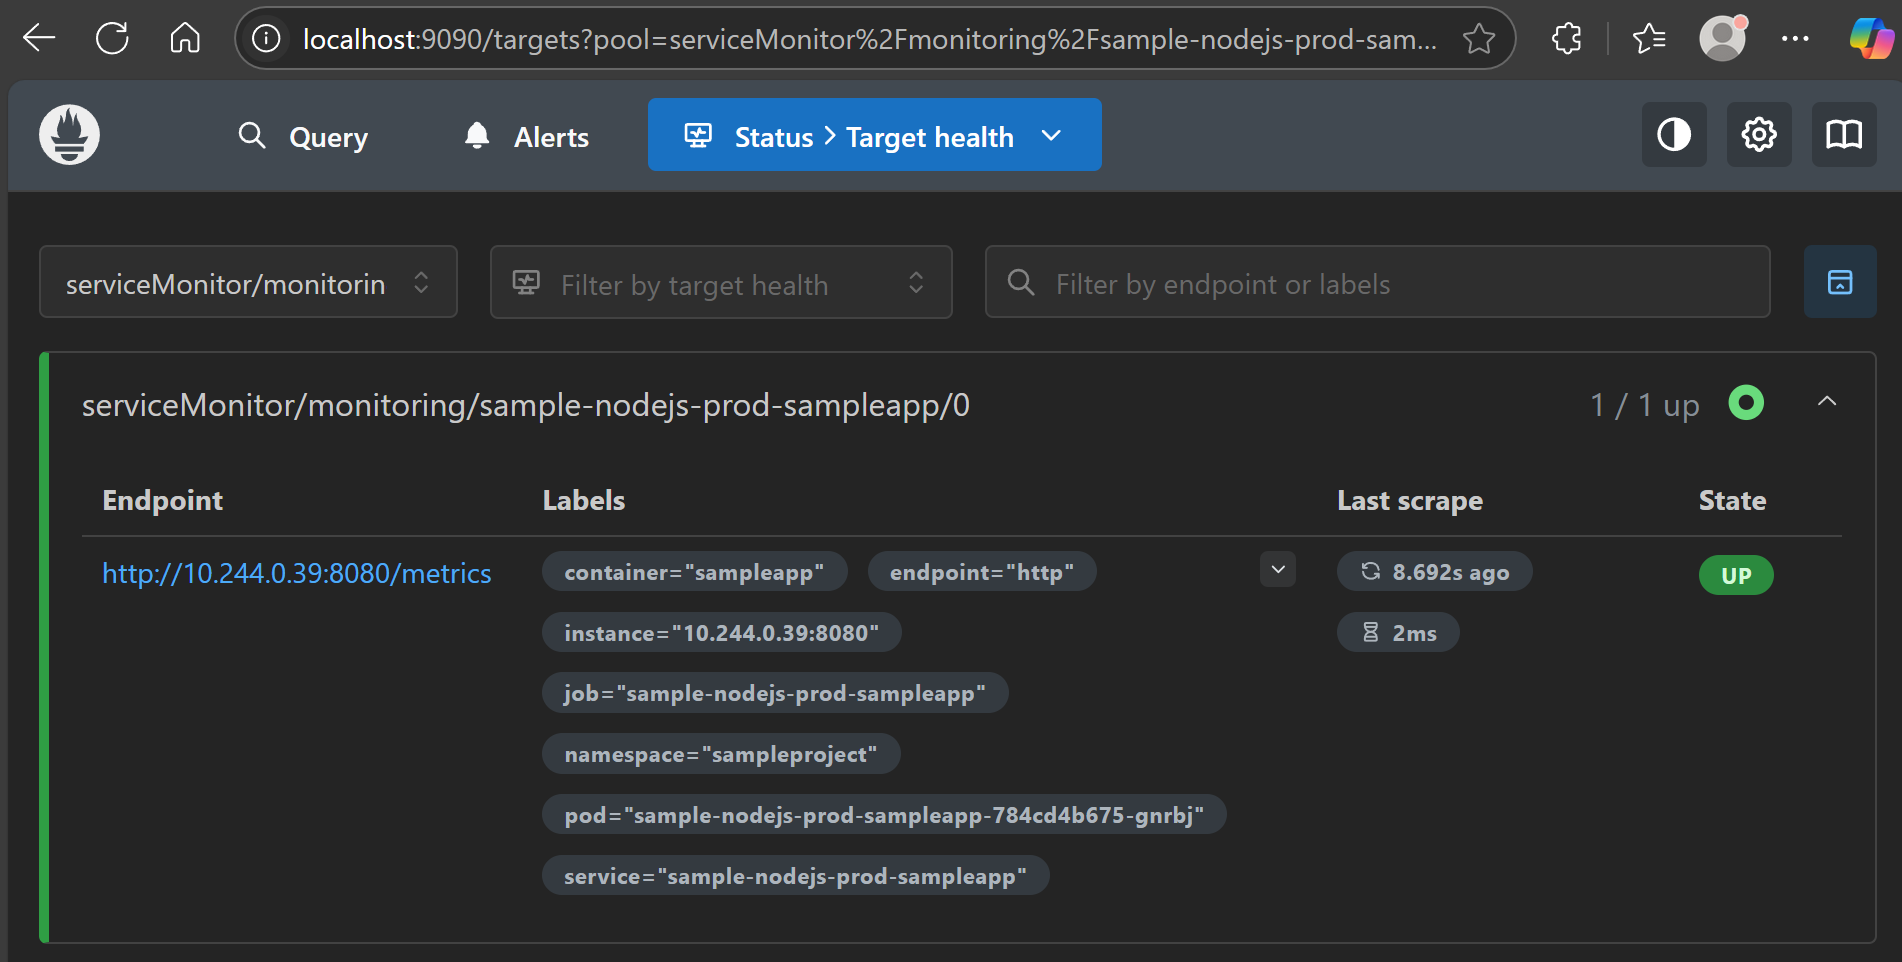 localhost:9090/targets?pool=serviceMonitor%2Fmonitoring%2Fsample-nodejs-prod-sam...
Query Alerts Status > Target health
serviceMonitor/monitorin Filter by target health Filter by endpoint or labels
serviceMonitor/monitoring/sample-nodejs-prod-sampleapp/0 1 / 1 up
Endpoint Labels Last scrape State
http://10.244.0.39:8080/metrics container="sampleapp" endpoint="http" 8.692s ago UP
instance="10.244.0.39:8080" 2ms
job="sample-nodejs-prod-sampleapp"
namespace="sampleproject"
pod="sample-nodejs-prod-sampleapp-784cd4b675-gnrbj"
service="sample-nodejs-prod-sampleapp"